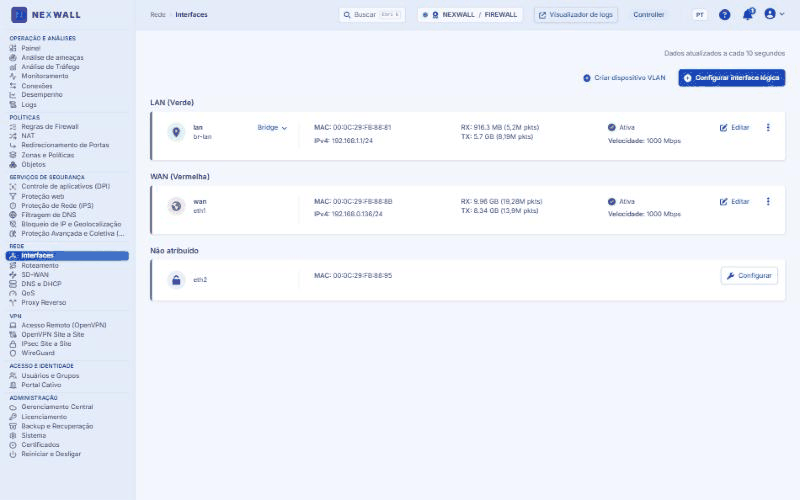 NEXWALL
Rede › Interfaces
Buscar Ctrl K
NEXWALL / FIREWALL
Visualizador de logs
Controller
PT
OPERAÇÃO E ANÁLISES
Painel
Análise de ameaças
Análise de Tráfego
Monitoramento
Conexões
Desempenho
Logs
POLÍTICAS
Regras de Firewall
NAT
Redirecionamento de Portas
Zonas e Políticas
Objetos
SERVIÇOS DE SEGURANÇA
Controle de aplicativos (DPI)
Proteção web
Proteção de Rede (IPS)
Filtragem de DNS
Bloqueio de IP e Geolocalização
Proteção Avançada e Coletiva (...
REDE
Interfaces
Roteamento
SD-WAN
DNS e DHCP
QoS
Proxy Reverso
VPN
Acesso Remoto (OpenVPN)
OpenVPN Site a Site
IPsec Site a Site
WireGuard
ACESSO E IDENTIDADE
Usuários e Grupos
Portal Cativo
ADMINISTRAÇÃO
Gerenciamento Central
Licenciamento
Backup e Recuperação
Sistema
Certificados
Reiniciar e Desligar
Dados atualizados a cada 10 segundos
Criar dispositivo VLAN
Configurar interface lógica
LAN (Verde)
lan
br-lan
Bridge
MAC: 00:0C:29:FB:88:81
IPv4: 192.168.1.1/24
RX: 916.3 MB (5,2M pkts)
TX: 5.7 GB (8,19M pkts)
Ativa
Velocidade: 1000 Mbps
Editar
WAN (Vermelha)
wan
eth1
MAC: 00:0C:29:FB:88:8B
IPv4: 192.168.0.136/24
RX: 9.96 GB (19,28M pkts)
TX: 8.34 GB (13,9M pkts)
Ativa
Velocidade: 1000 Mbps
Editar
Não atribuído
eth2
MAC: 00:0C:29:FB:88:95
Configurar